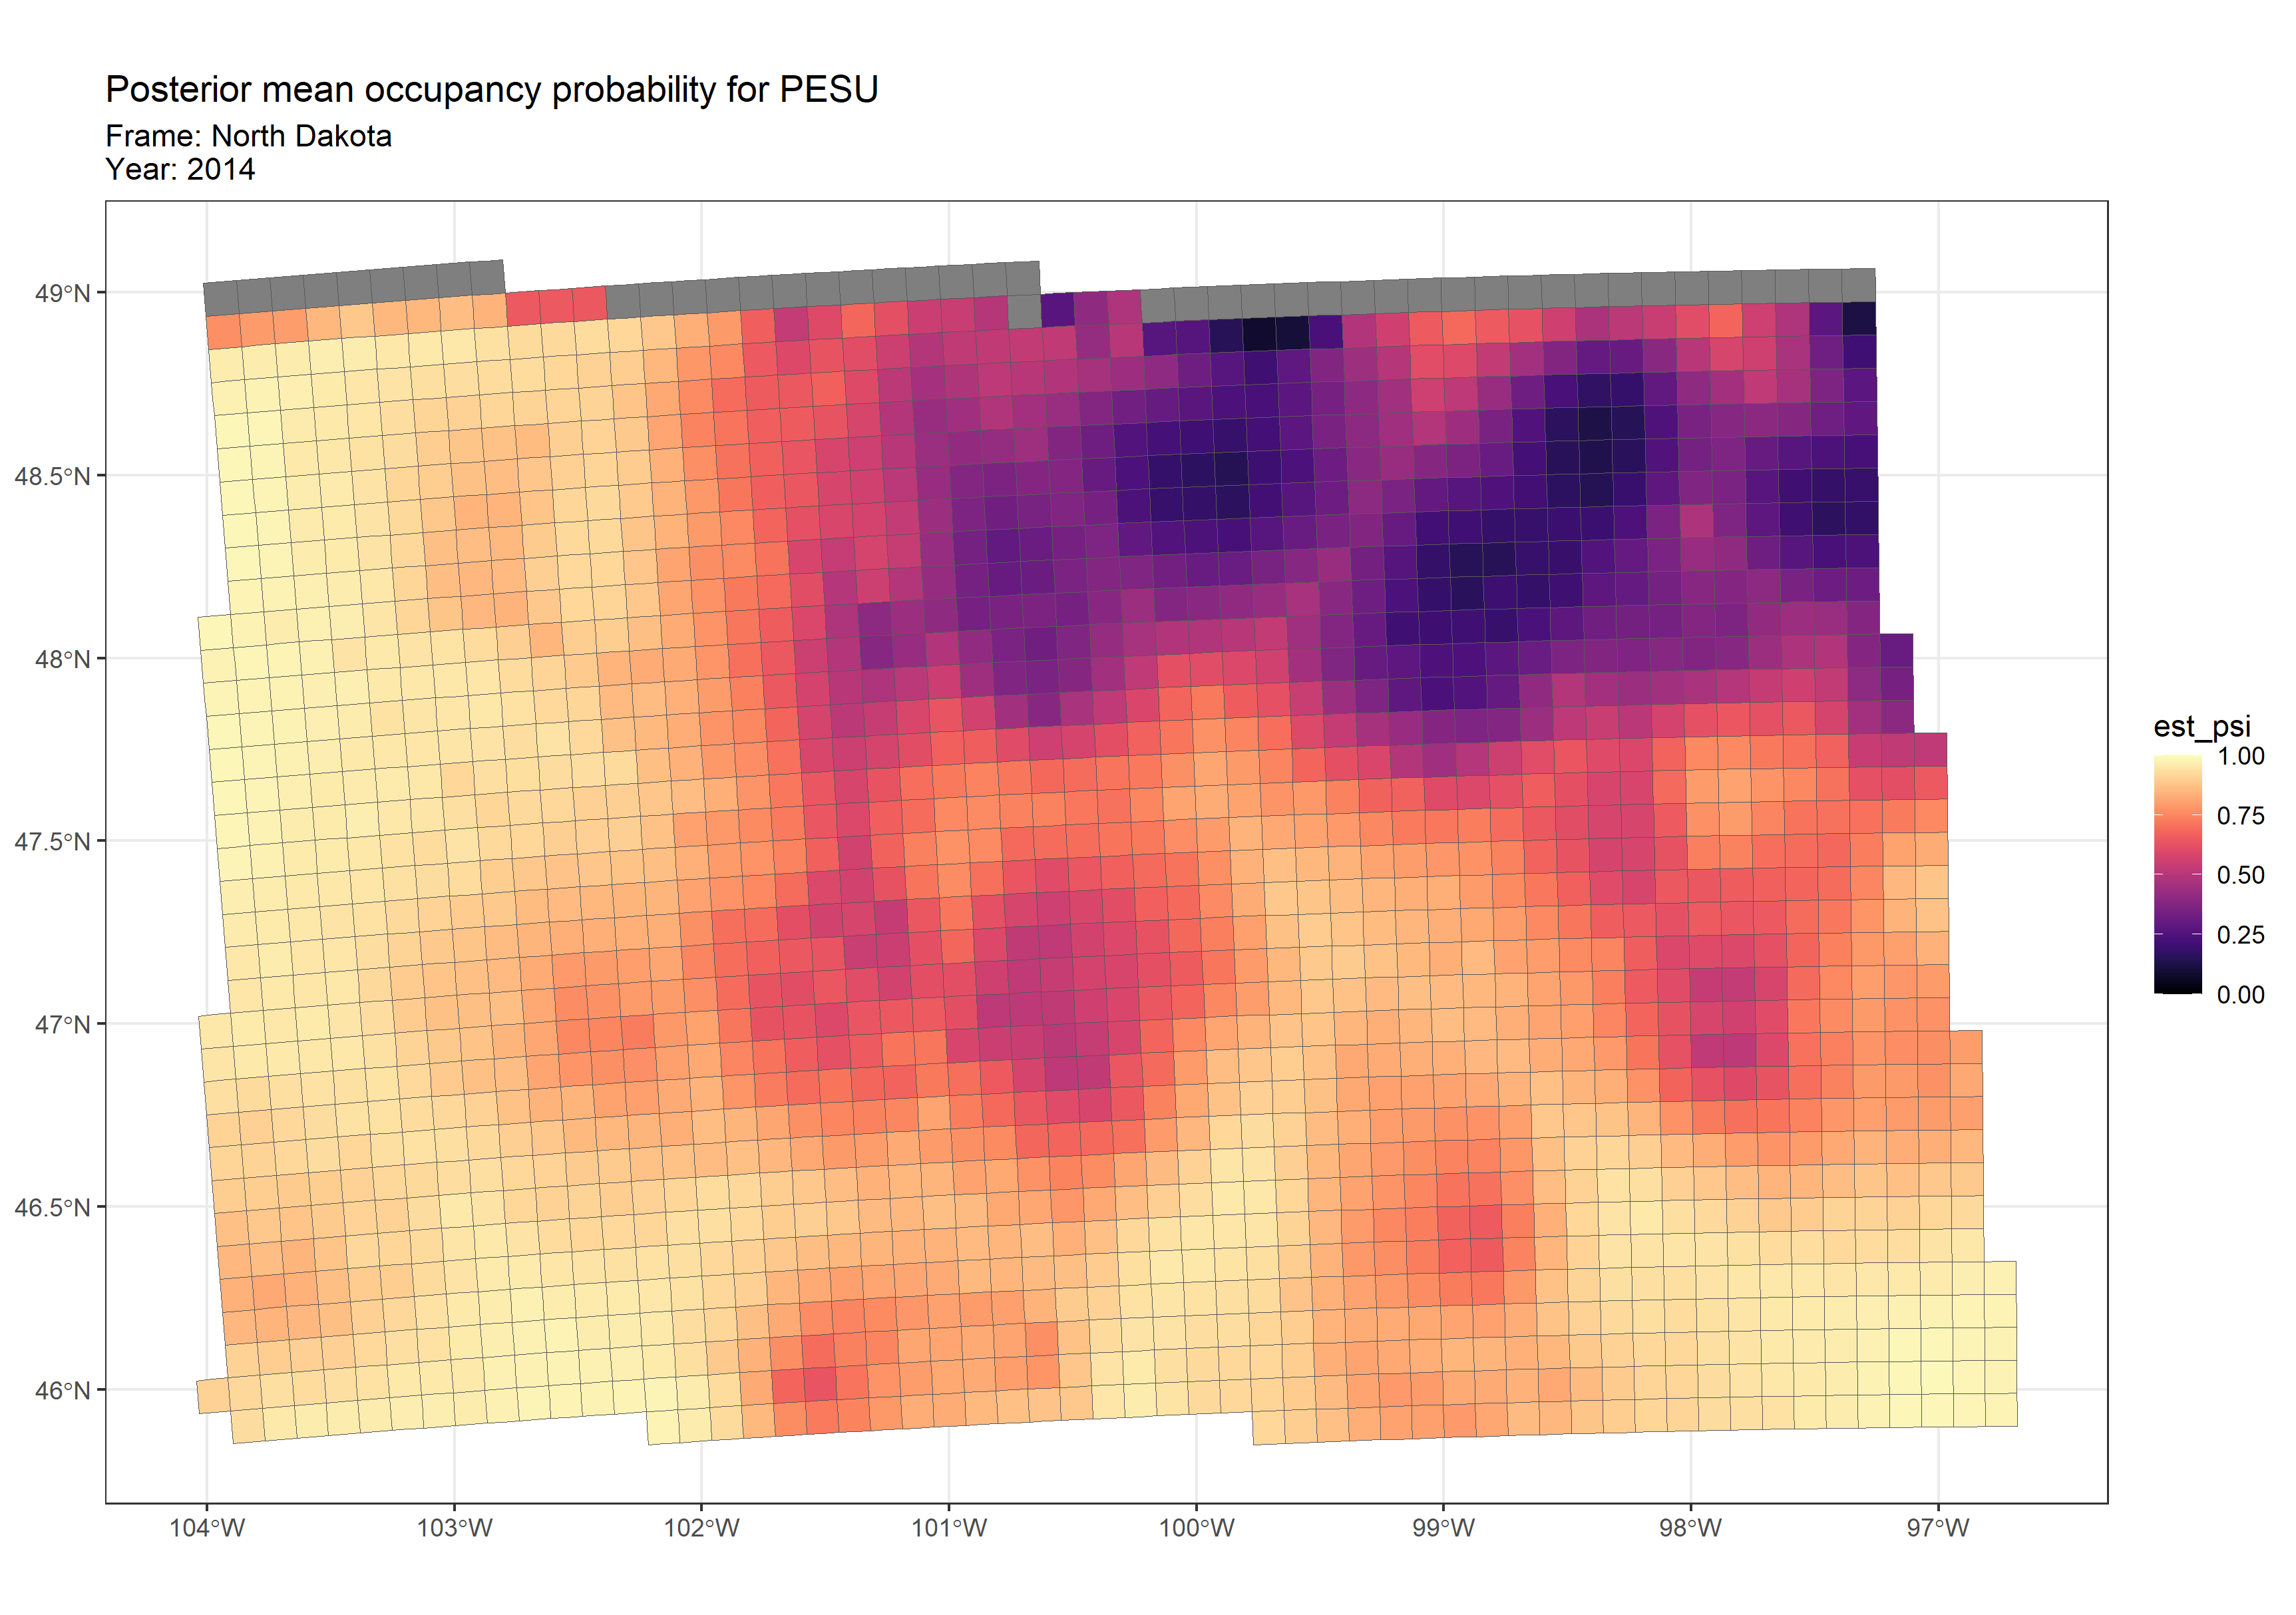 Posterior mean occupancy probability for PESU
Frame: North Dakota
Year: 2014
49°N
48.5°N
48°N
47.5°N
47°N
46.5°N
46°N
104°W
103°W
102°W
101°W
100°W
99°W
98°W
97°W
est_psi
1.00
0.75
0.50
0.25
0.00